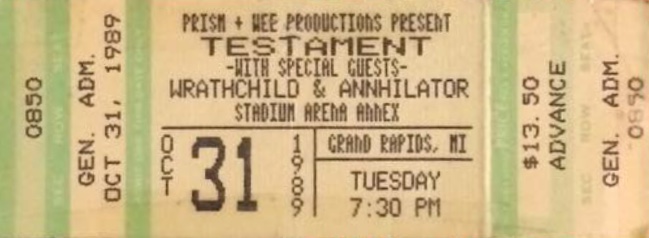 0850
GEN. ADM.
OCT 31, 1989
PRISM + WEE PRODUCTIONS PRESENT
TESTAMENT
-WITH SPECIAL GUESTS-
WRATHCHILD & ANNHILATOR
STADIUM ARENA ANNEX
OCT
31
1989
GRAND RAPIDS, MI
TUESDAY
7:30 PM
$13.50
ADVANCE
GEN. ADM.
0850